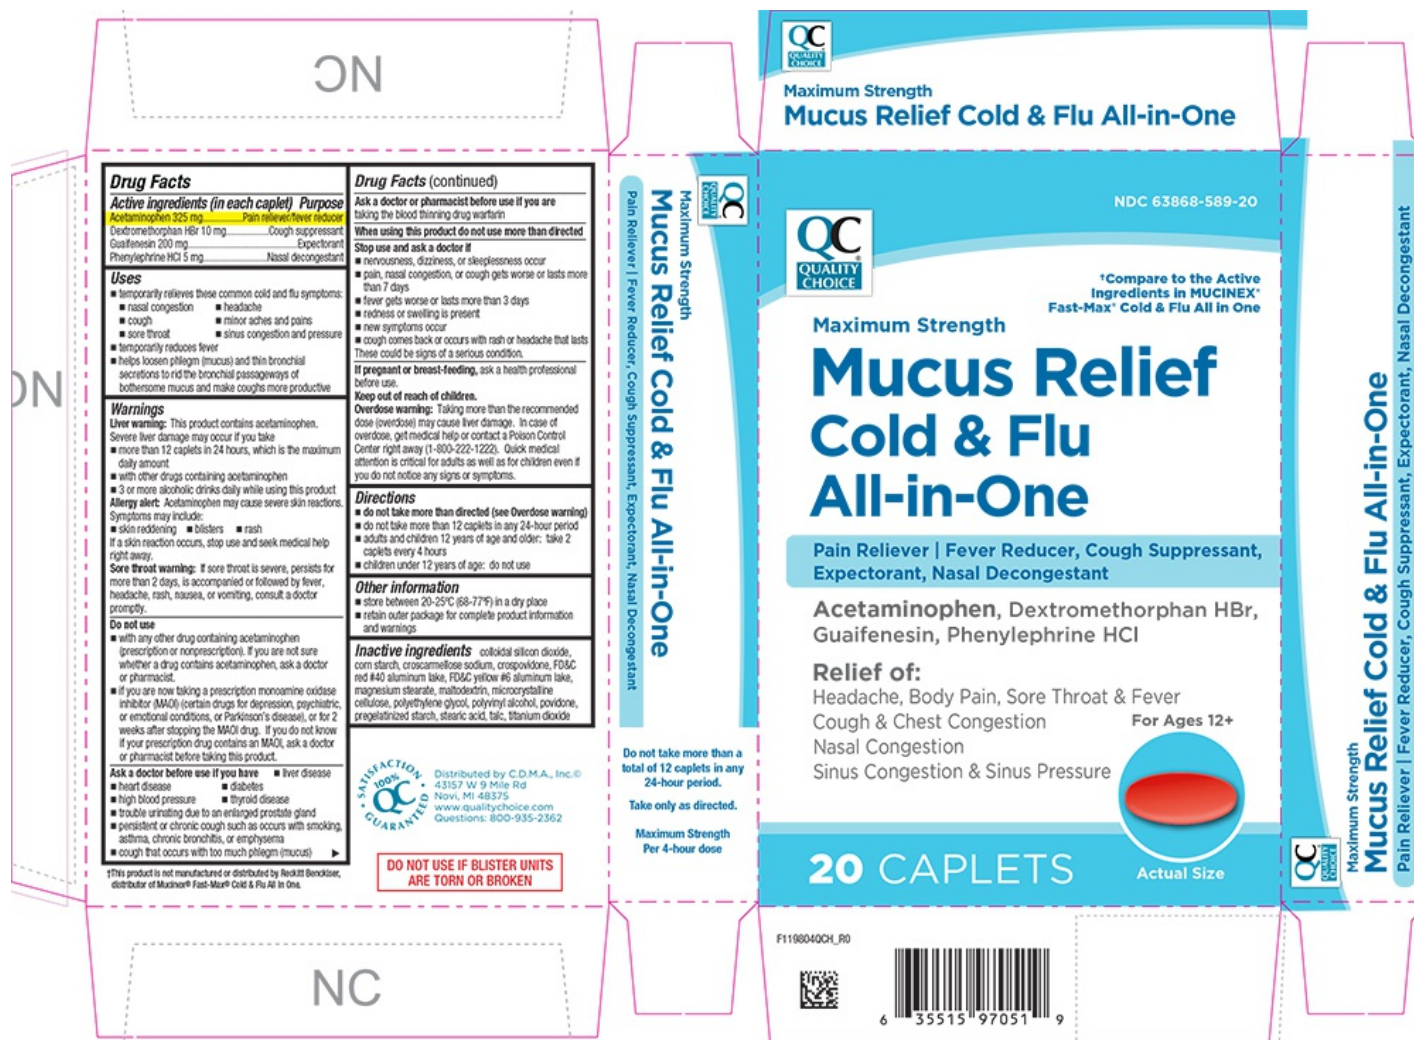 NC
QC
QUALITY
CHOICE
Maximum Strength
Mucus Relief Cold & Flu All-in-One
NC
Drug Facts
Active ingredients (in each caplet) Purpose
Acetaminophen 325 mg......Pain reliever/fever reducer
Dextromethorphan HBr 10 mg......Cough suppressant
Guaifenesin 200 mg......Expectorant
Phenylephrine HCl 5 mg......Nasal decongestant
Uses
■ temporarily relieves these common cold and flu symptoms:
■ nasal congestion ■ headache
■ cough ■ minor aches and pains
■ sore throat ■ sinus congestion and pressure
■ temporarily reduces fever
■ helps loosen phlegm (mucus) and thin bronchial
secretions to rid the bronchial passageways of
bothersome mucus and make coughs more productive
Warnings
Liver warning: This product contains acetaminophen.
Severe liver damage may occur if you take
■ more than 12 caplets in 24 hours, which is the maximum
daily amount
■ with other drugs containing acetaminophen
■ 3 or more alcoholic drinks daily while using this product
Allergy alert: Acetaminophen may cause severe skin reactions.
Symptoms may include:
■ skin reddening ■ blisters ■ rash
If a skin reaction occurs, stop use and seek medical help
right away.
Sore throat warning: If sore throat is severe, persists for
more than 2 days, is accompanied or followed by fever,
headache, rash, nausea, or vomiting, consult a doctor
promptly.
Do not use
■ with any other drug containing acetaminophen
(prescription or nonprescription). If you are not sure
whether a drug contains acetaminophen, ask a doctor
or pharmacist.
■ if you are now taking a prescription monoamine oxidase
inhibitor (MAOI) (certain drugs for depression, psychiatric,
or emotional conditions, or Parkinson's disease), or for 2
weeks after stopping the MAOI drug. If you do not know
if your prescription drug contains an MAOI, ask a doctor
or pharmacist before taking this product.
Ask a doctor before use if you have ■ liver disease
■ heart disease ■ diabetes
■ high blood pressure ■ thyroid disease
■ trouble urinating due to an enlarged prostate gland
■ persistent or chronic cough such as occurs with smoking,
asthma, chronic bronchitis, or emphysema
■ cough that occurs with too much phlegm (mucus) ▶
†This product is not manufactured or distributed by Reckitt Benckiser,
distributor of Mucinex® Fast-Max® Cold & Flu All In One.
Drug Facts (continued)
Ask a doctor or pharmacist before use if you are
taking the blood thinning drug warfarin
When using this product do not use more than directed
Stop use and ask a doctor if
■ nervousness, dizziness, or sleeplessness occur
■ pain, nasal congestion, or cough gets worse or lasts more
than 7 days
■ fever gets worse or lasts more than 3 days
■ redness or swelling is present
■ new symptoms occur
■ cough comes back or occurs with rash or headache that lasts
These could be signs of a serious condition.
If pregnant or breast-feeding, ask a health professional
before use.
Keep out of reach of children.
Overdose warning: Taking more than the recommended
dose (overdose) may cause liver damage. In case of
overdose, get medical help or contact a Poison Control
Center right away (1-800-222-1222). Quick medical
attention is critical for adults as well as for children even if
you do not notice any signs or symptoms.
Directions
■ do not take more than directed (see Overdose warning)
■ do not take more than 12 caplets in any 24-hour period
■ adults and children 12 years of age and older: take 2
caplets every 4 hours
■ children under 12 years of age: do not use
Other information
■ store between 20-25ºC (68-77ºF) in a dry place
■ retain outer package for complete product information
and warnings
Inactive ingredients colloidal silicon dioxide,
corn starch, croscarmellose sodium, crospovidone, FD&C
red #40 aluminum lake, FD&C yellow #6 aluminum lake,
magnesium stearate, maltodextrin, microcrystalline
cellulose, polyethylene glycol, polyvinyl alcohol, povidone,
pregelatinized starch, stearic acid, talc, titanium dioxide
SATISFACTION
100%
QC
GUARANTEED
Distributed by C.D.M.A., Inc.©
43157 W 9 Mile Rd
Novi, MI 48375
www.qualitychoice.com
Questions: 800-935-2362
DO NOT USE IF BLISTER UNITS
ARE TORN OR BROKEN
QC
QUALITY
CHOICE
Maximum Strength
Mucus Relief Cold & Flu All-in-One
Pain Reliever | Fever Reducer, Cough Suppressant, Expectorant, Nasal Decongestant
Do not take more than a
total of 12 caplets in any
24-hour period.
Take only as directed.
Maximum Strength
Per 4-hour dose
NDC 63868-589-20
QC
QUALITY
CHOICE
†Compare to the Active
Ingredients in MUCINEX®
Fast-Max® Cold & Flu All in One
Maximum Strength
Mucus Relief
Cold & Flu
All-in-One
Pain Reliever | Fever Reducer, Cough Suppressant,
Expectorant, Nasal Decongestant
Acetaminophen, Dextromethorphan HBr,
Guaifenesin, Phenylephrine HCl
Relief of:
Headache, Body Pain, Sore Throat & Fever
Cough & Chest Congestion
Nasal Congestion
Sinus Congestion & Sinus Pressure
For Ages 12+
Actual Size
20 CAPLETS
QC
QUALITY
CHOICE
Maximum Strength
Mucus Relief Cold & Flu All-in-One
Pain Reliever | Fever Reducer, Cough Suppressant, Expectorant, Nasal Decongestant
NC
F119804QCH_R0
6 35515 97051 9